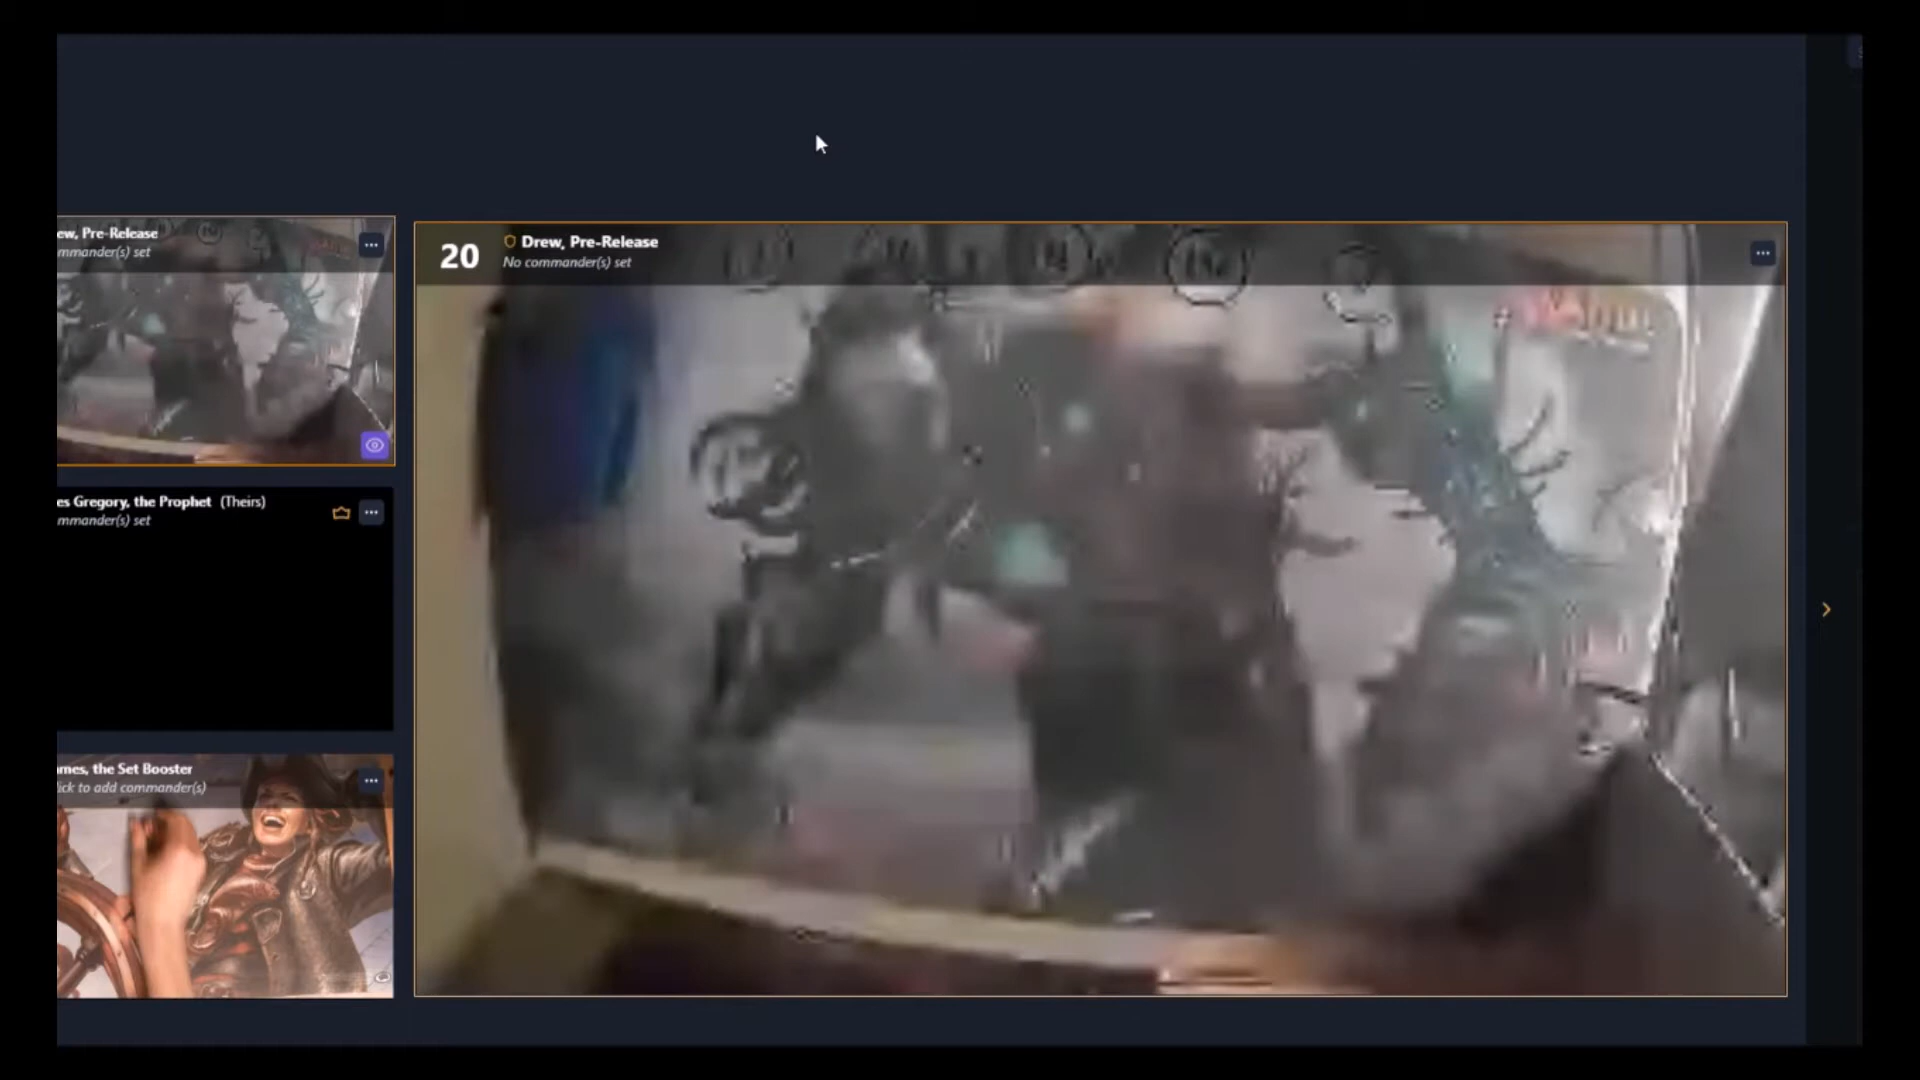 ew, Pre-Release
mmander(s) set
20
Drew, Pre-Release
No commander(s) set
es Gregory, the Prophet (Theirs)
mmander(s) set
ames, the Set Booster
lick to add commander(s)